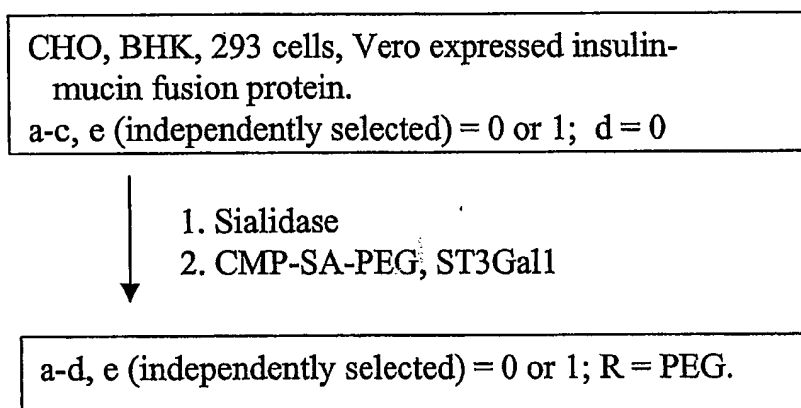 CHO, BHK, 293 cells, Vero expressed insulin-
mucin fusion protein.
a-c, e (independently selected) = 0 or 1; d = 0
1. Sialidase
2. CMP-SA-PEG, ST3Gal1
a-d, e (independently selected) = 0 or 1; R = PEG.